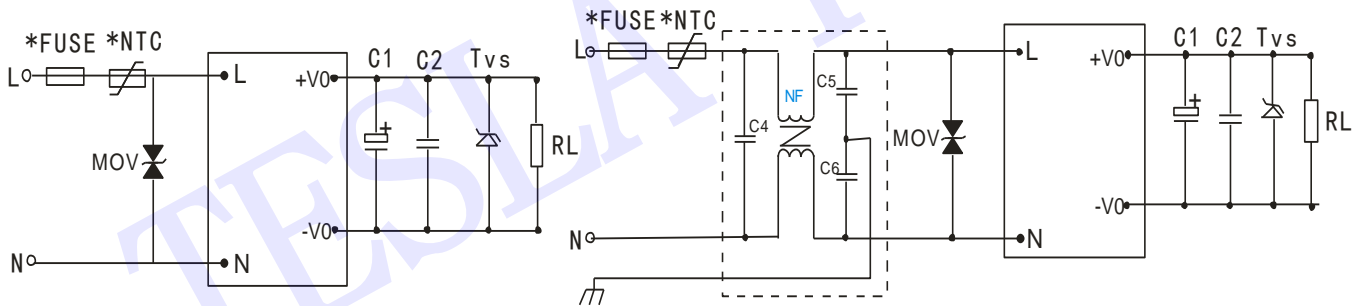 *FUSE *NTC
L
L
+V0
C1
C2
Tvs
MOV
RL
-V0
N
N
*FUSE *NTC
L
C4
NF
C5
C6
N
MOV
L
+V0
C1
C2
Tvs
RL
-V0
N
TESLA